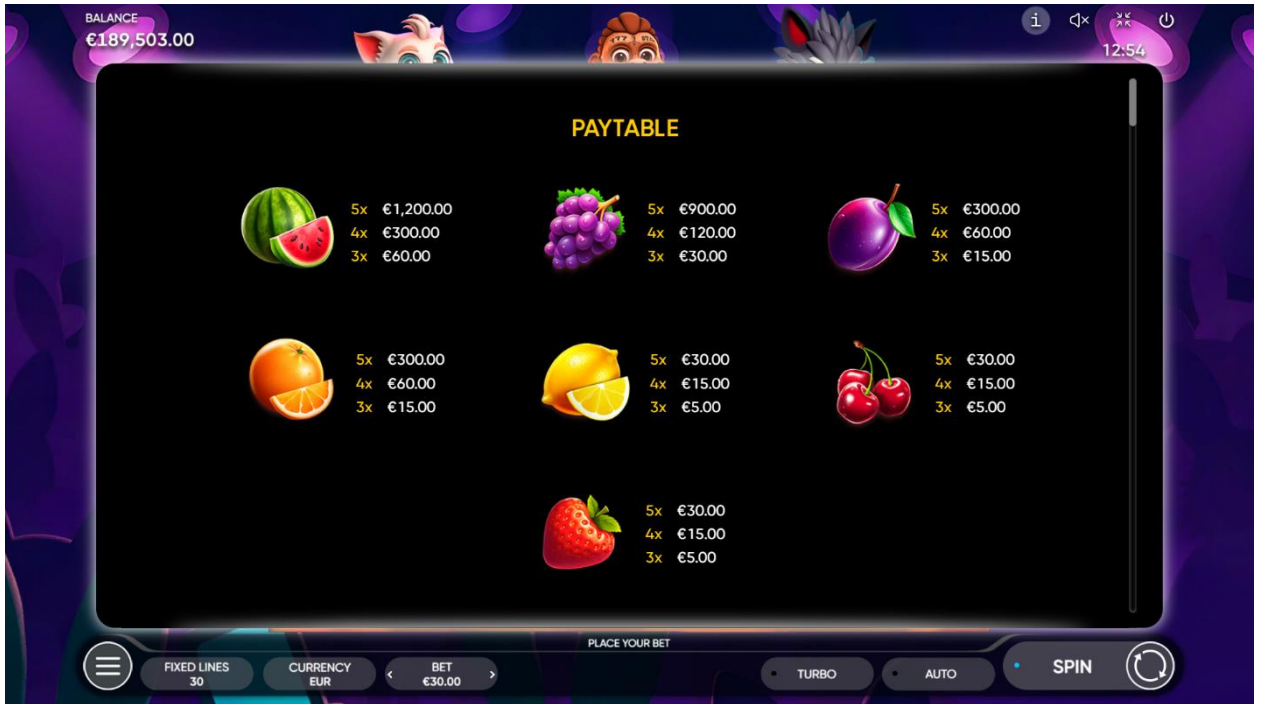 BALANCE
€189,503.00
12:54
PAYTABLE
5x €1,200.00
4x €300.00
3x €60.00
5x €900.00
4x €120.00
3x €30.00
5x €300.00
4x €60.00
3x €15.00
5x €300.00
4x €60.00
3x €15.00
5x €30.00
4x €15.00
3x €5.00
5x €30.00
4x €15.00
3x €5.00
5x €30.00
4x €15.00
3x €5.00
PLACE YOUR BET
FIXED LINES
30
CURRENCY
EUR
BET
€30.00
TURBO
AUTO
SPIN